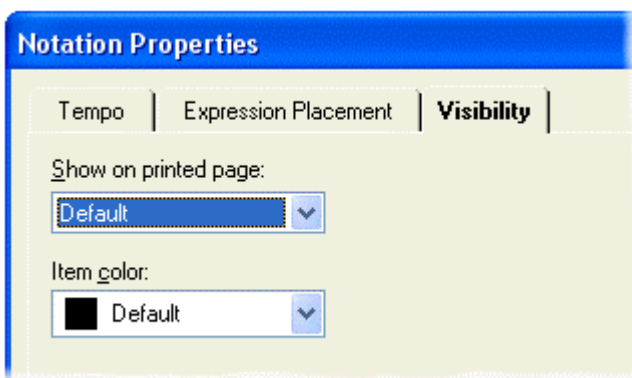 Notation Properties
Tempo Expression Placement Visibility
Show on printed page:
Default
Item color:
Default